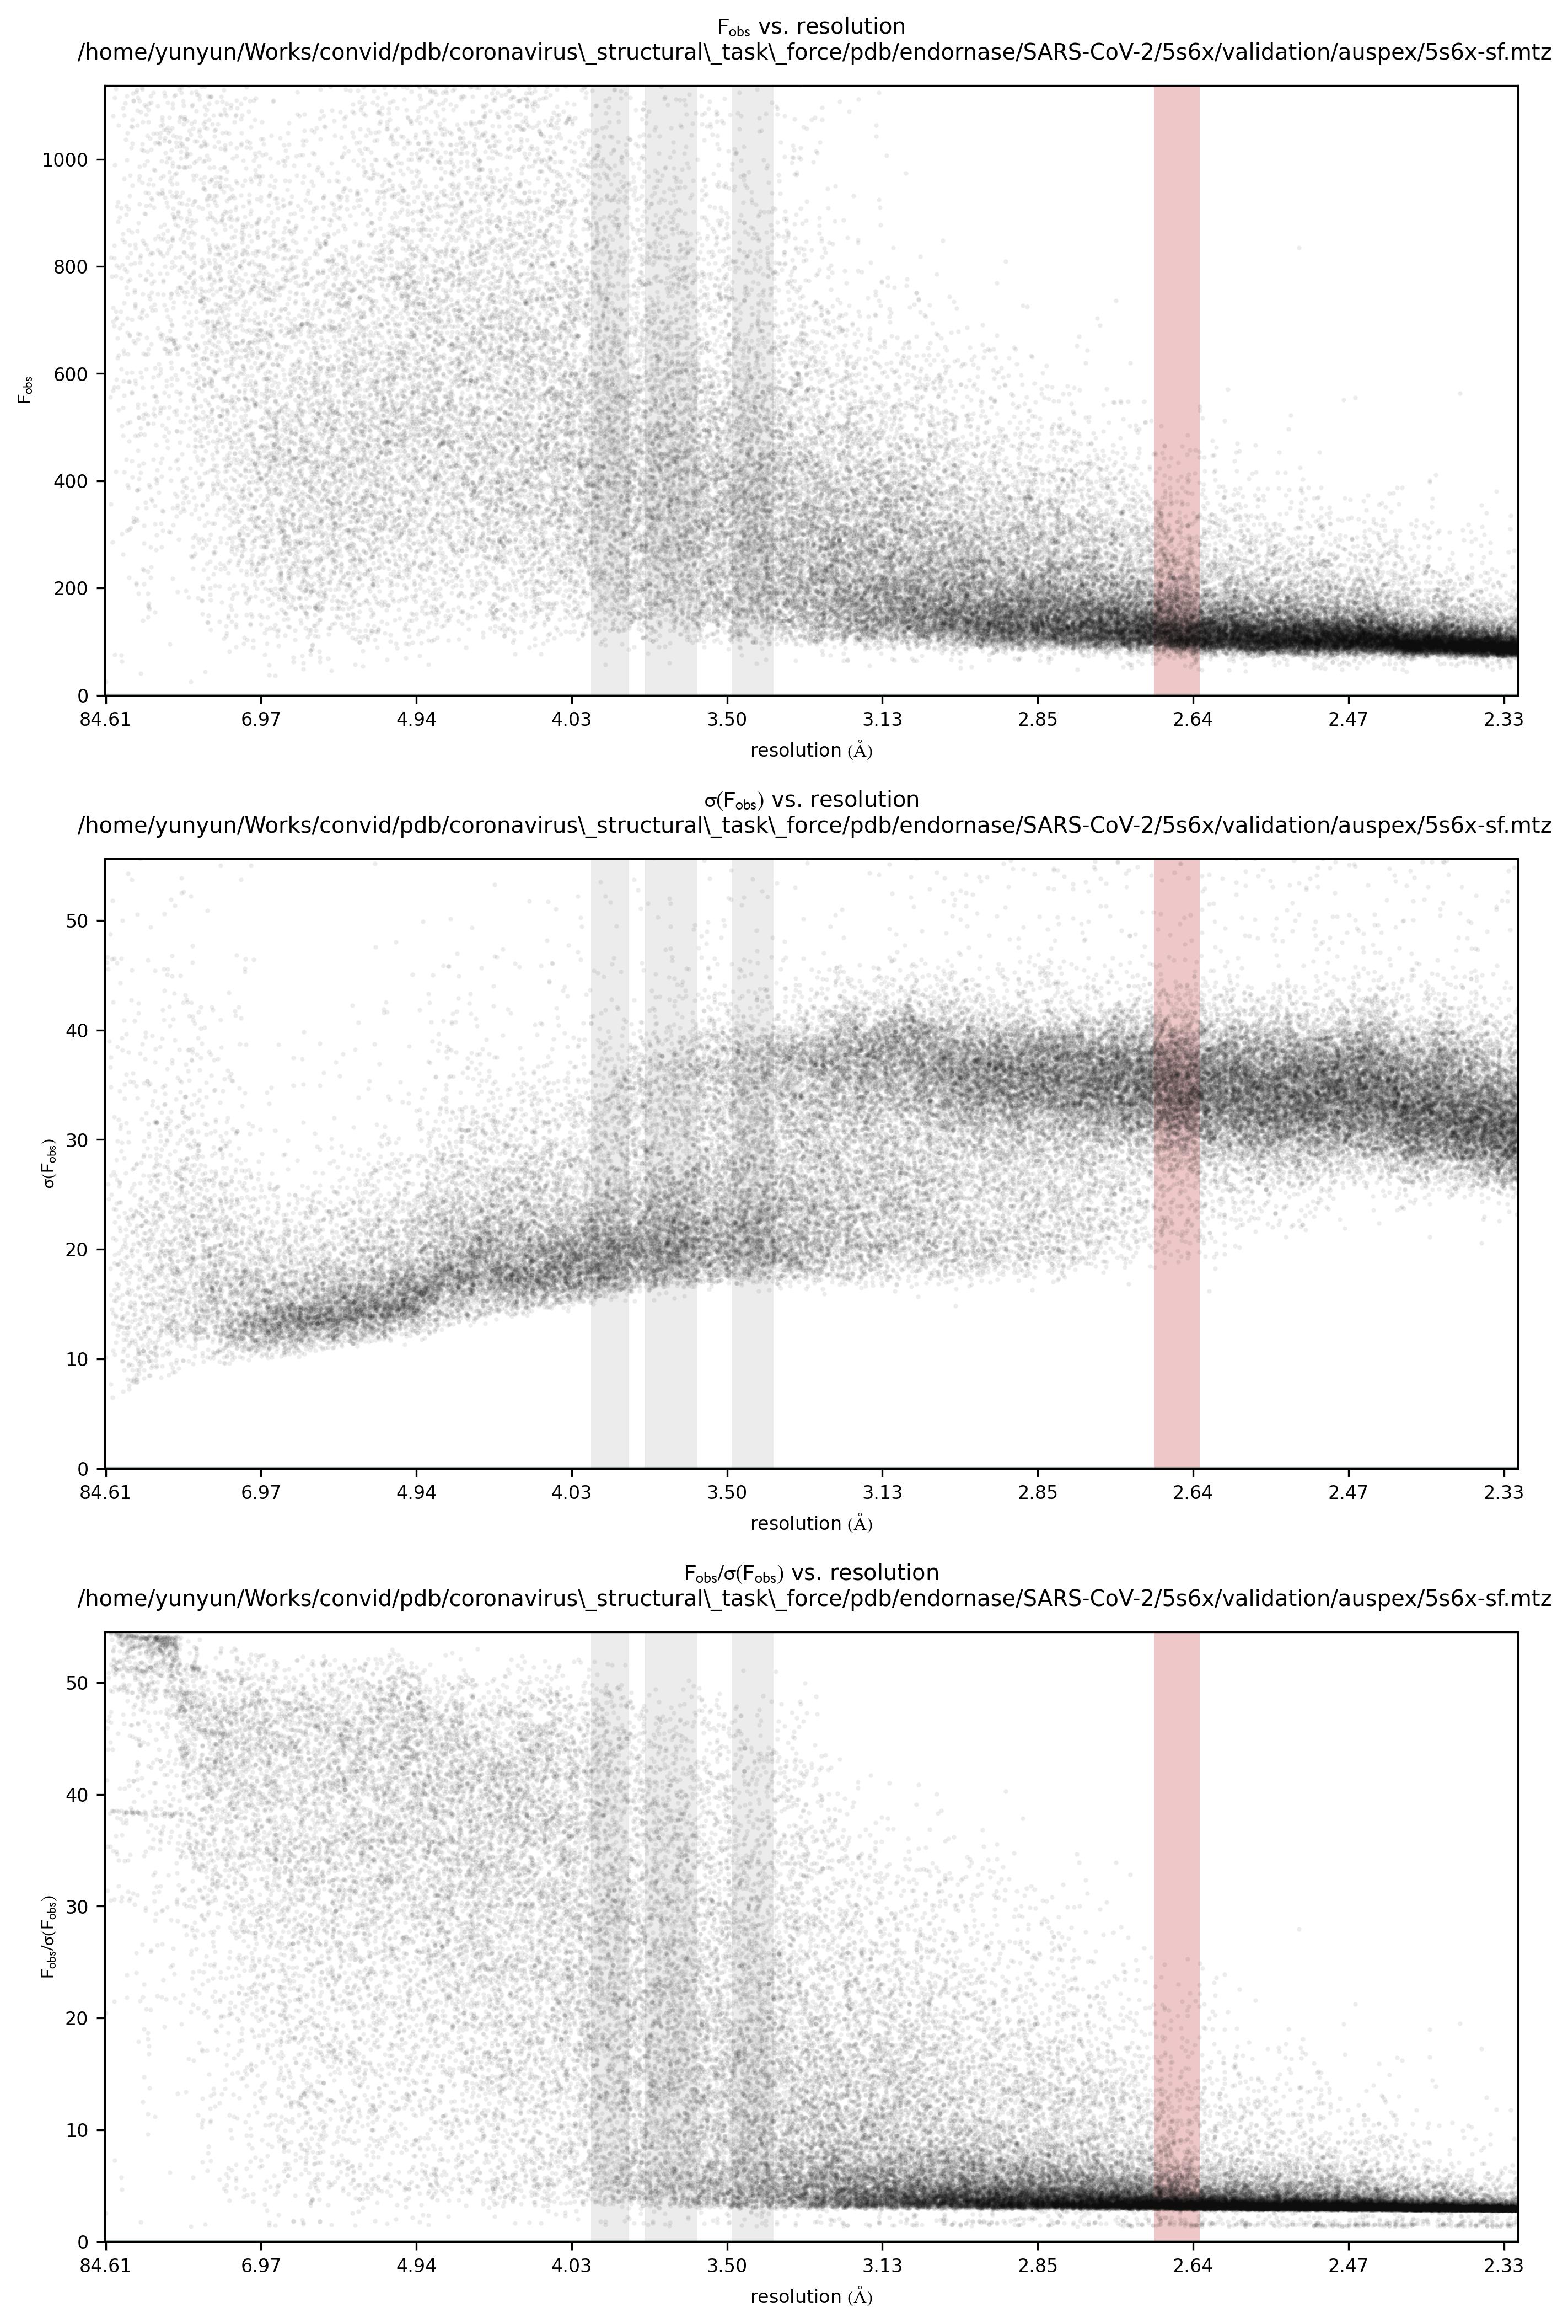 Fobs vs. resolution
/home/yunyun/Works/convid/pdb/coronavirus\_structural\_task\_force/pdb/endornase/SARS-CoV-2/5s6x/validation/auspex/5s6x-sf.mtz
1000
800
600
400
200
0
Fobs
84.61 6.97 4.94 4.03 3.50 3.13 2.85 2.64 2.47 2.33
resolution (Å)
σ(Fobs) vs. resolution
/home/yunyun/Works/convid/pdb/coronavirus\_structural\_task\_force/pdb/endornase/SARS-CoV-2/5s6x/validation/auspex/5s6x-sf.mtz
50
40
30
20
10
0
σ(Fobs)
84.61 6.97 4.94 4.03 3.50 3.13 2.85 2.64 2.47 2.33
resolution (Å)
Fobs/σ(Fobs) vs. resolution
/home/yunyun/Works/convid/pdb/coronavirus\_structural\_task\_force/pdb/endornase/SARS-CoV-2/5s6x/validation/auspex/5s6x-sf.mtz
50
40
30
20
10
0
Fobs/σ(Fobs)
84.61 6.97 4.94 4.03 3.50 3.13 2.85 2.64 2.47 2.33
resolution (Å)